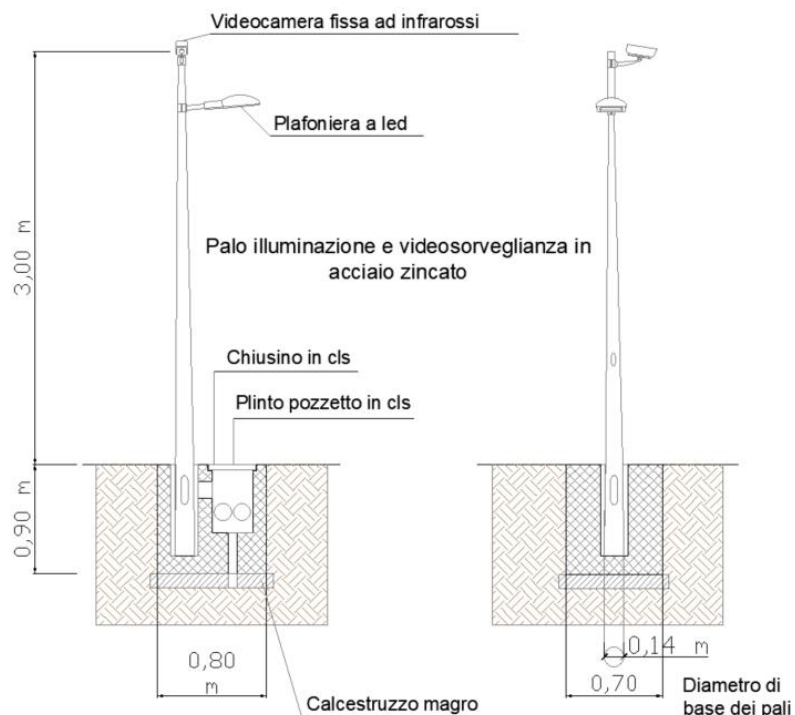 Videocamera fissa ad infrarossi
Plafoniera a led
3,00 m
Palo illuminazione e videosorveglianza in
acciaio zincato
Chiusino in cls
Plinto pozzetto in cls
0,90 m
0,80
m
Calcestruzzo magro
0,14 m
0,70
Diametro di
base dei pali